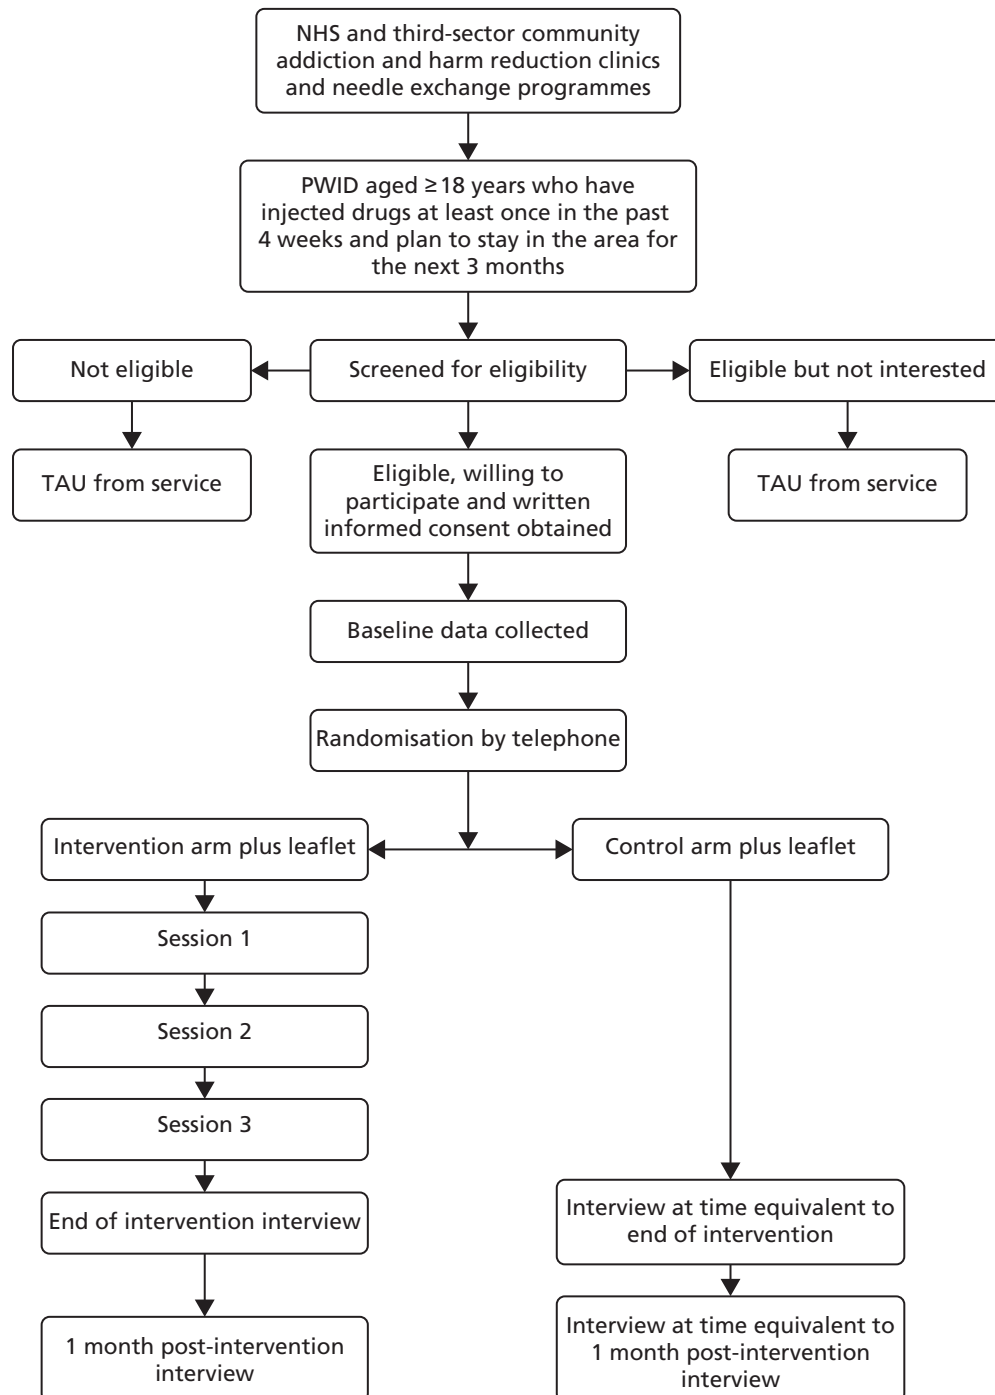 NHS and third-sector community
addiction and harm reduction clinics
and needle exchange programmes
PWID aged ≥18 years who have
injected drugs at least once in the past
4 weeks and plan to stay in the area for
the next 3 months
Not eligible
Screened for eligibility
Eligible but not interested
TAU from service
Eligible, willing to
participate and written
informed consent obtained
TAU from service
Baseline data collected
Randomisation by telephone
Intervention arm plus leaflet
Control arm plus leaflet
Session 1
Session 2
Session 3
End of intervention interview
Interview at time equivalent to
end of intervention
1 month post-intervention
interview
Interview at time equivalent to
1 month post-intervention
interview